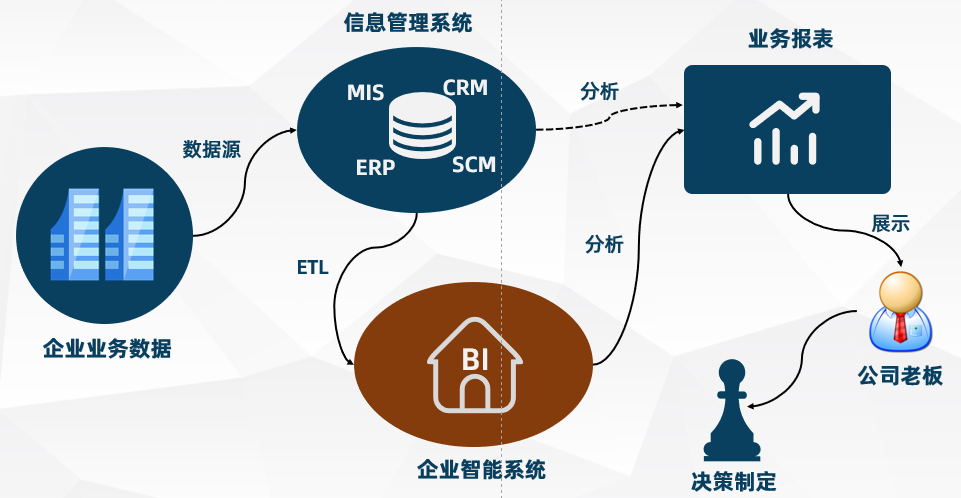 信息管理系统
业务报表
MIS
CRM
ERP
SCM
分析
数据源
展示
分析
ETL
企业业务数据
BI
公司老板
企业智能系统
决策制定